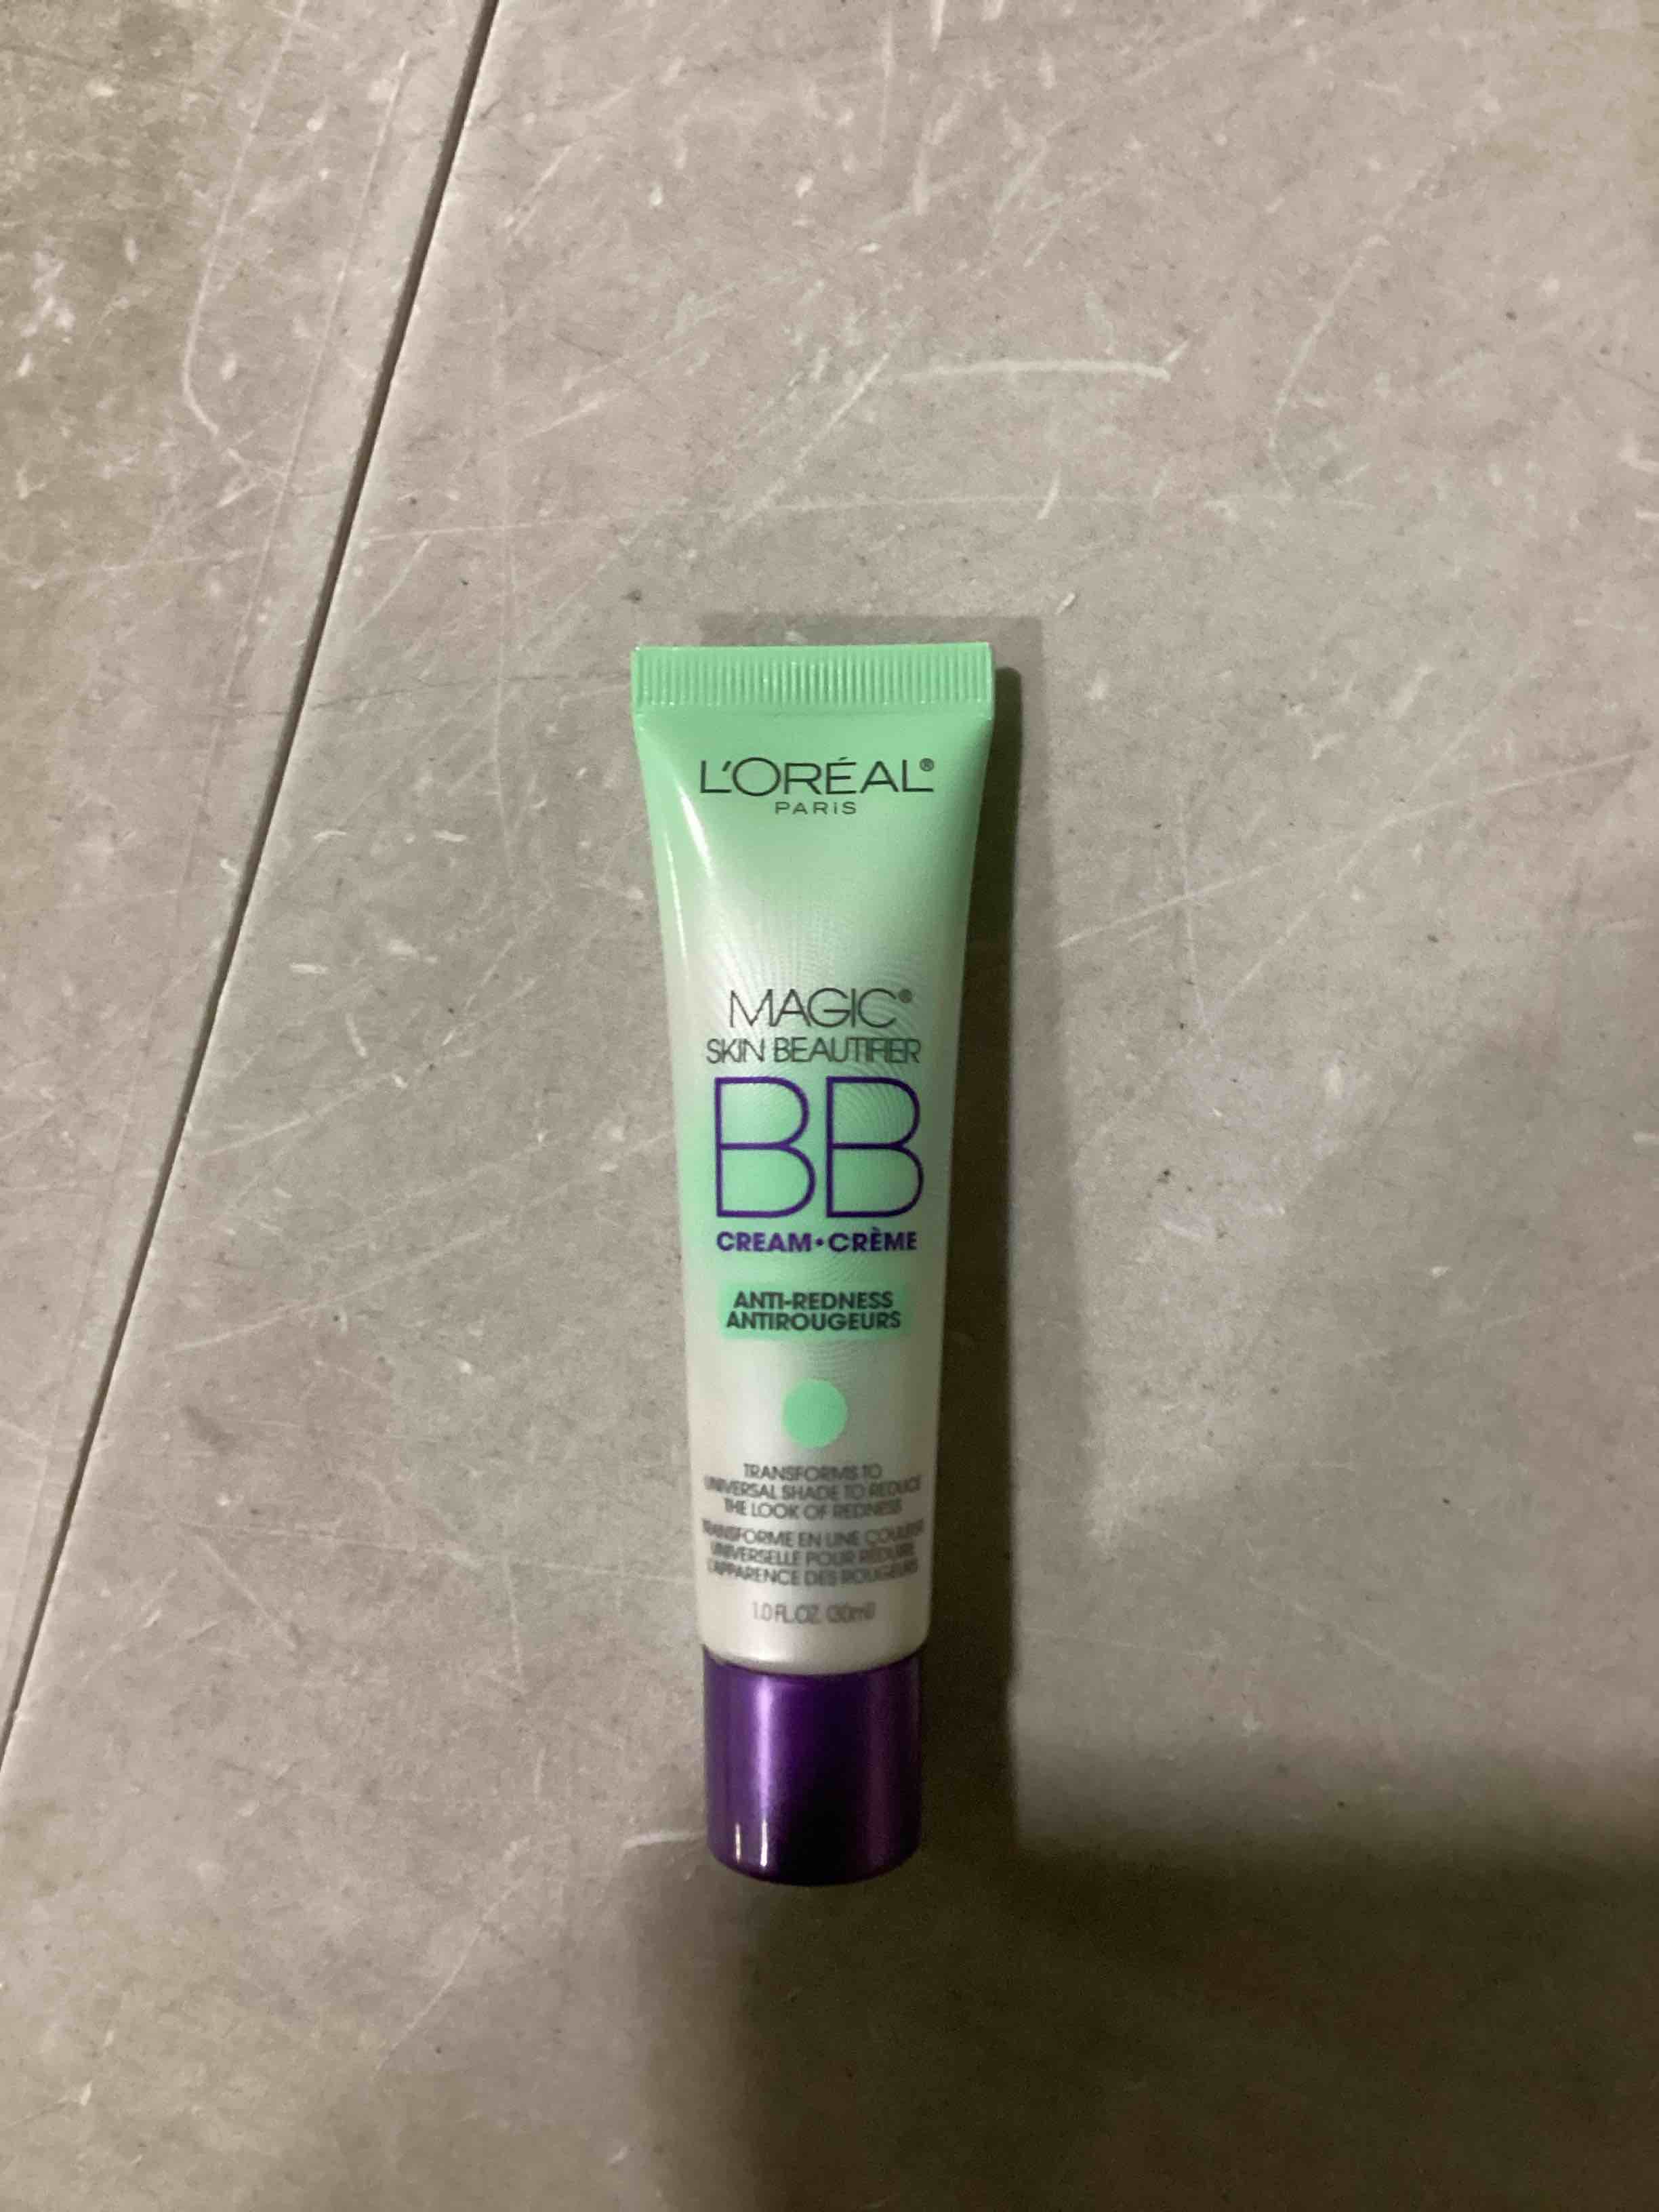 L'ORÉAL®
PARIS
MAGIC®
SKIN BEAUTIFIER
BB
CREAM•CRÈME
ANTI-REDNESS
ANTIROUGEURS
TRANSFORMS TO
UNIVERSAL SHADE TO REDUCE
THE LOOK OF REDNESS
TRANSFORME EN UNE COULEUR
UNIVERSELLE POUR RÉDUIRE
L'APPARENCE DES ROUGEURS
1.0 FL.OZ. (30ml)